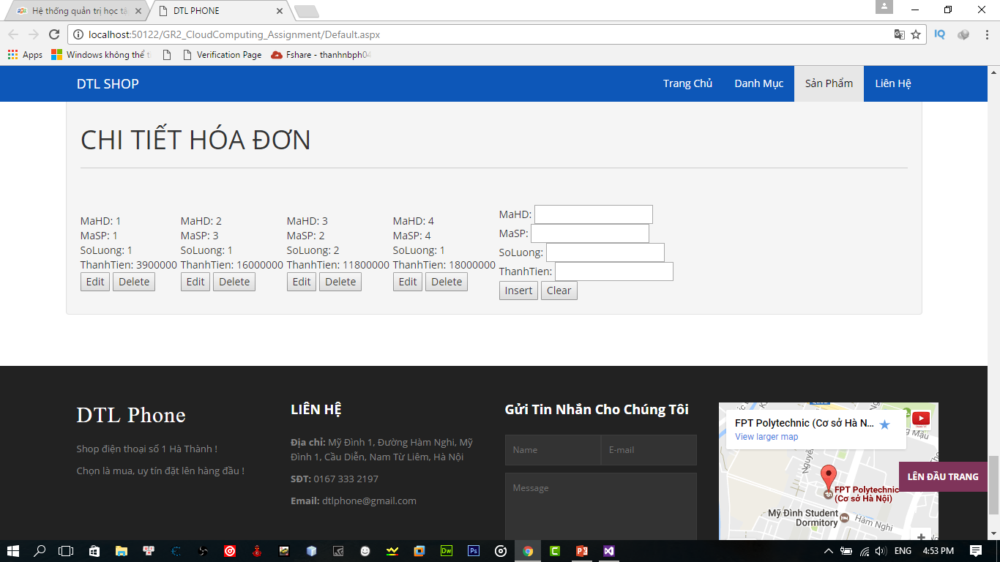 Hệ thống quản trị học tậ
DTL PHONE
localhost:50122/GR2_CloudComputing_Assignment/Default.aspx
IQ
Apps
Windows không thể
Verification Page
Fshare - thanhnbph04
DTL SHOP
Trang Chủ
Danh Mục
Sản Phẩm
Liên Hệ
CHI TIẾT HÓA ĐƠN
MaHD: 1
MaSP: 1
SoLuong: 1
ThanhTien: 3900000
Edit Delete
MaHD: 2
MaSP: 3
SoLuong: 1
ThanhTien: 16000000
Edit Delete
MaHD: 3
MaSP: 2
SoLuong: 2
ThanhTien: 11800000
Edit Delete
MaHD: 4
MaSP: 4
SoLuong: 1
ThanhTien: 18000000
Edit Delete
MaHD:
MaSP:
SoLuong:
ThanhTien:
Insert Clear
DTL Phone
Shop điện thoại số 1 Hà Thành !
Chọn là mua, uy tín đặt lên hàng đầu !
LIÊN HỆ
Địa chỉ: Mỹ Đình 1, Đường Hàm Nghi, Mỹ
Đình 1, Cầu Diễn, Nam Từ Liêm, Hà Nội
SĐT: 0167 333 2197
Email: dtlphone@gmail.com
Gửi Tin Nhắn Cho Chúng Tôi
Name
E-mail
Message
FPT Polytechnic (Cơ sở Hà N...
View larger map
FPT Polytechnic
(Cơ sở Hà Nội)
Mỹ Đình Student
Dormitory
Hàm Nghi
LÊN ĐẦU TRANG
Dw
Ps
ENG
4:53 PM